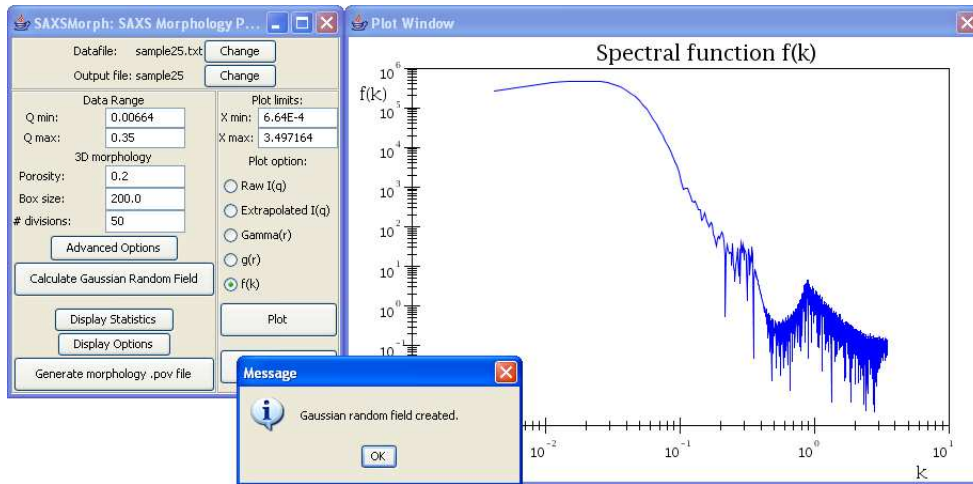 SAXSMorph: SAXS Morphology P...
Datafile: sample25.txt Change
Output file: sample25 Change
Data Range
Q min: 0.00664
Q max: 0.35
3D morphology
Porosity: 0.2
Box size: 200.0
# divisions: 50
Advanced Options
Calculate Gaussian Random Field
Display Statistics
Display Options
Generate morphology .pov file
Plot limits:
X min: 6.64E-4
X max: 3.497164
Plot option:
Raw I(q)
Extrapolated I(q)
Gamma(r)
g(r)
f(k)
Plot
Plot Window
Spectral function f(k)
f(k)
10^6
10^5
10^4
10^3
10^2
10^1
10^0
10^-1
10^-2
10^-1
10^0
10^1
k
Message
Gaussian random field created.
OK